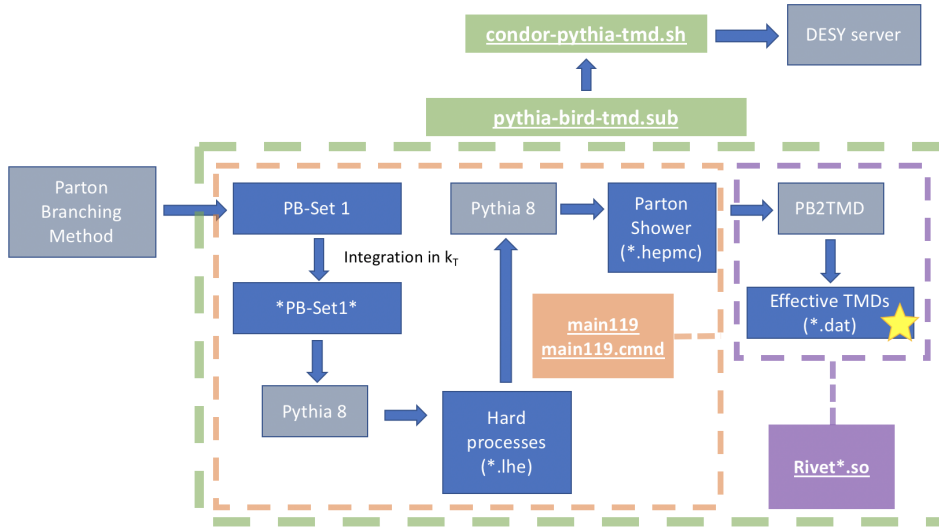 condor-pythia-tmd.sh
DESY server
pythia-bird-tmd.sub
Parton
Branching
Method
PB-Set 1
Integration in kT
*PB-Set1*
Pythia 8
Hard
processes
(*.lhe)
Pythia 8
Parton
Shower
(*.hepmc)
main119
main119.cmnd
PB2TMD
Effective TMDs
(*.dat)
Rivet*.so